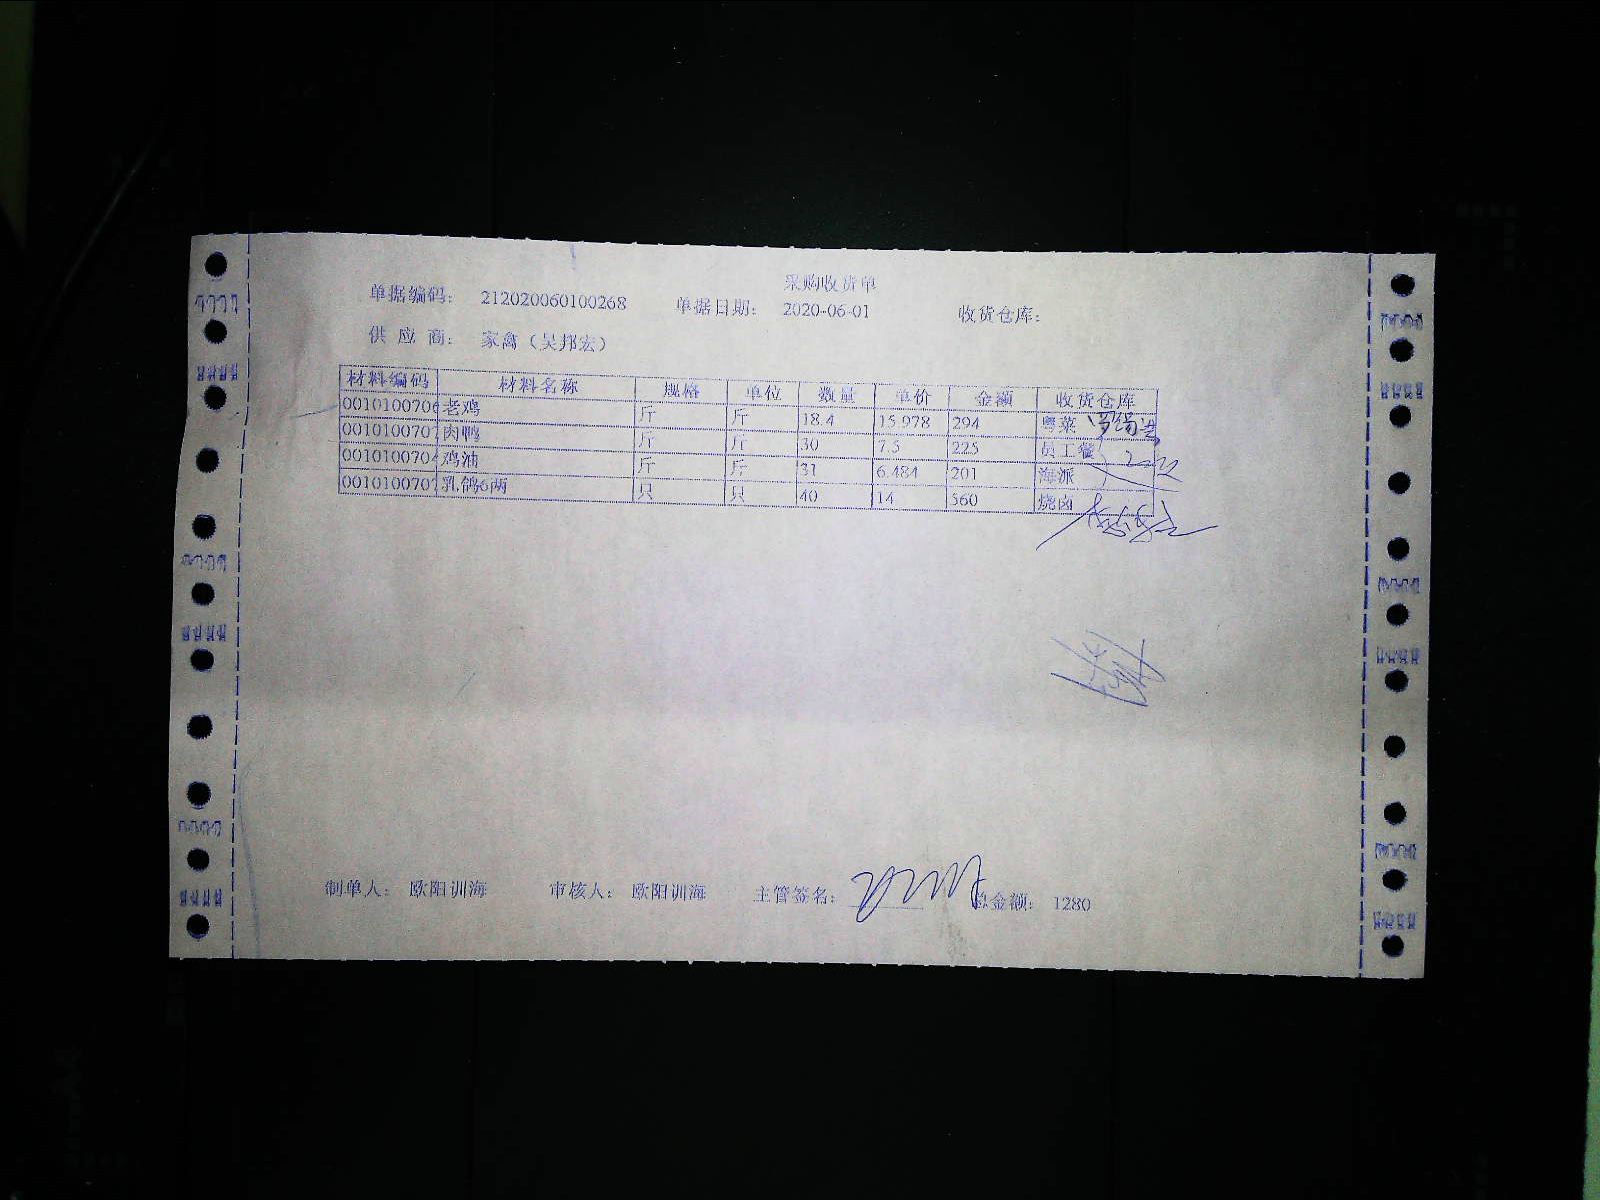 采购收货单
单据编码： 212020060100268 单据日期： 2020-06-01 收货仓库：
供 应 商： 家禽（吴邦宏）
材料编码 材料名称 规格 单位 数量 单价 金额 收货仓库
0010100706 老鸡 斤 斤 18.4 15.978 294 粤菜
001010070 肉鸭 斤 斤 30 7.5 225 员工餐
001010070 鸡油 斤 斤 31 6.484 201 海派
001010070 乳鸽6两 只 只 40 14 560 烧卤
制单人： 欧阳训海 审核人： 欧阳训海 主管签名： 总金额： 1280